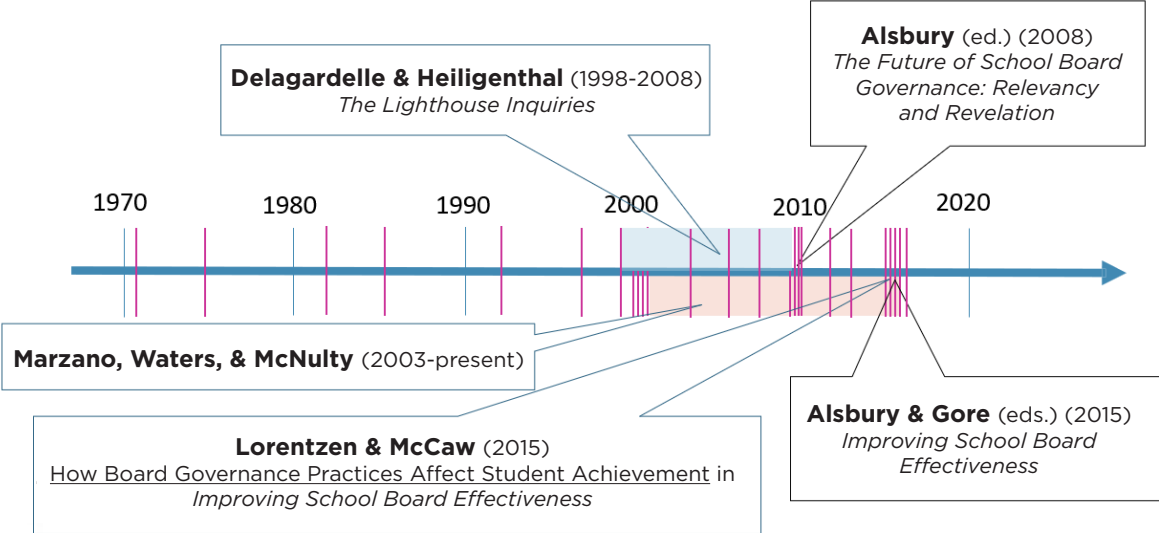 Alsbury (ed.) (2008)
The Future of School Board
Governance: Relevancy
and Revelation
Delagardelle & Heiligenthal (1998-2008)
The Lighthouse Inquiries
1970
1980
1990
2000
2010
2020
Marzano, Waters, & McNulty (2003-present)
Alsbury & Gore (eds.) (2015)
Improving School Board
Effectiveness
Lorentzen & McCaw (2015)
How Board Governance Practices Affect Student Achievement in
Improving School Board Effectiveness